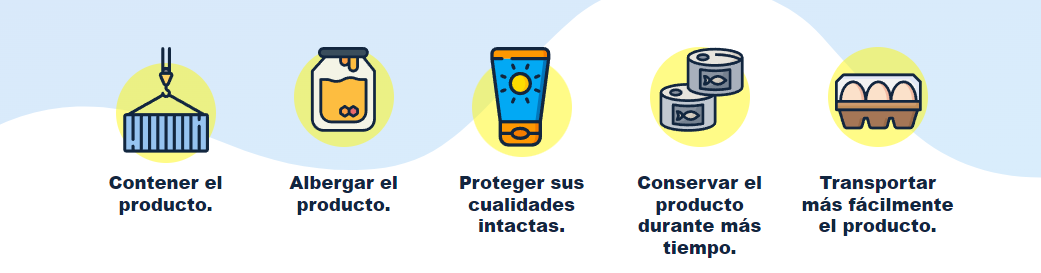 Contener el
producto.
Albergar el
producto.
Proteger sus
cualidades
intactas.
Conservar el
producto
durante más
tiempo.
Transportar
más fácilmente
el producto.